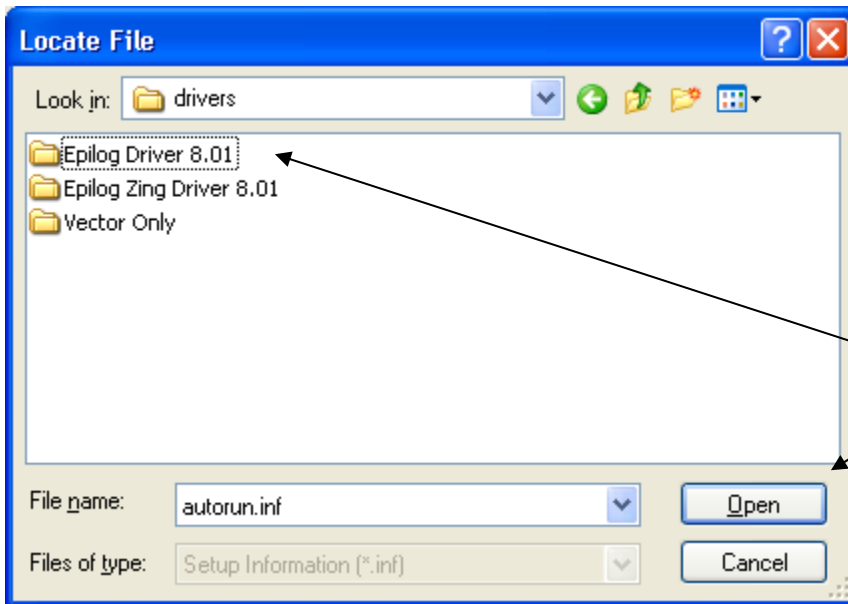 Locate File
Look in: drivers
Epilog Driver 8.01
Epilog Zing Driver 8.01
Vector Only
File name: autorun.inf Open
Files of type: Setup Information (*.inf) Cancel